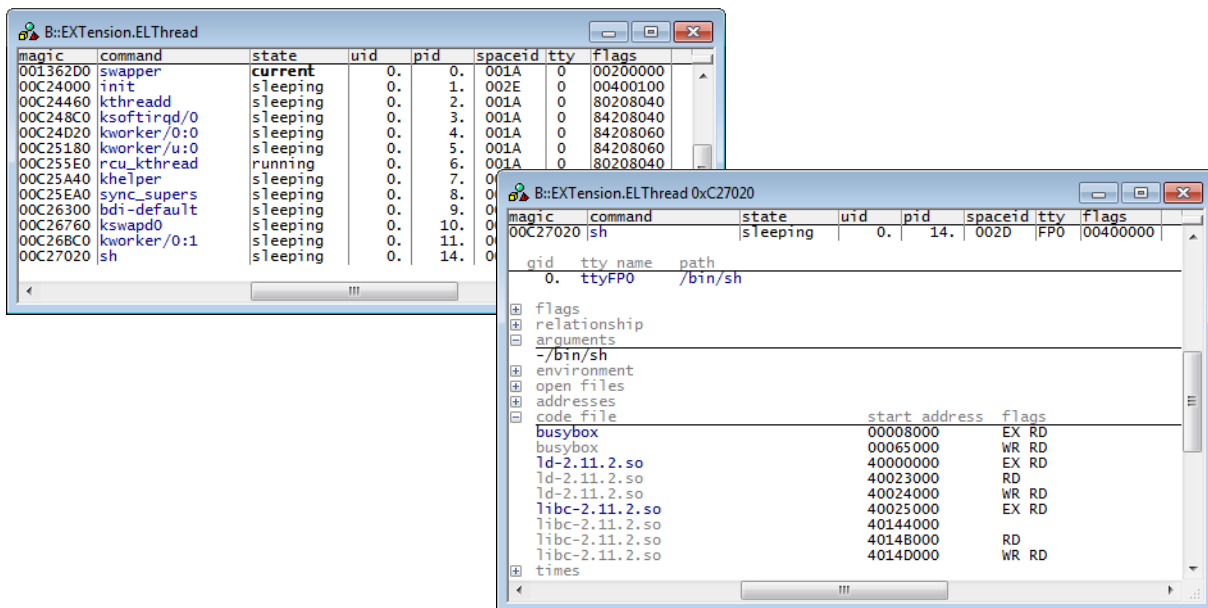 B::EXTension.ELThread
magic command state uid pid spaceid tty flags
001362D0 swapper current 0. 0. 001A 0 00200000
00C24000 init sleeping 0. 1. 002E 0 00400100
00C24460 kthreadd sleeping 0. 2. 001A 0 80208040
00C248C0 ksoftirqd/0 sleeping 0. 3. 001A 0 84208040
00C24D20 kworker/0:0 sleeping 0. 4. 001A 0 84208060
00C25180 kworker/u:0 sleeping 0. 5. 001A 0 84208060
00C255E0 rcu_kthread running 0. 6. 001A 0 80208040
00C25A40 khelper sleeping 0. 7.
00C25EA0 sync_supers sleeping 0. 8.
00C26300 bdi-default sleeping 0. 9.
00C26760 kswapd0 sleeping 0. 10.
00C26BC0 kworker/0:1 sleeping 0. 11.
00C27020 sh sleeping 0. 14.
B::EXTension.ELThread 0xC27020
magic command state uid pid spaceid tty flags
00C27020 sh sleeping 0. 14. 002D FP0 00400000
gid tty name path
0. ttyFP0 /bin/sh
flags
relationship
arguments
-/bin/sh
environment
open files
addresses
code file start address flags
busybox 00008000 EX RD
busybox 00065000 WR RD
ld-2.11.2.so 40000000 EX RD
ld-2.11.2.so 40023000 RD
ld-2.11.2.so 40024000 WR RD
libc-2.11.2.so 40025000 EX RD
libc-2.11.2.so 40144000
libc-2.11.2.so 4014B000 RD
libc-2.11.2.so 4014D000 WR RD
times